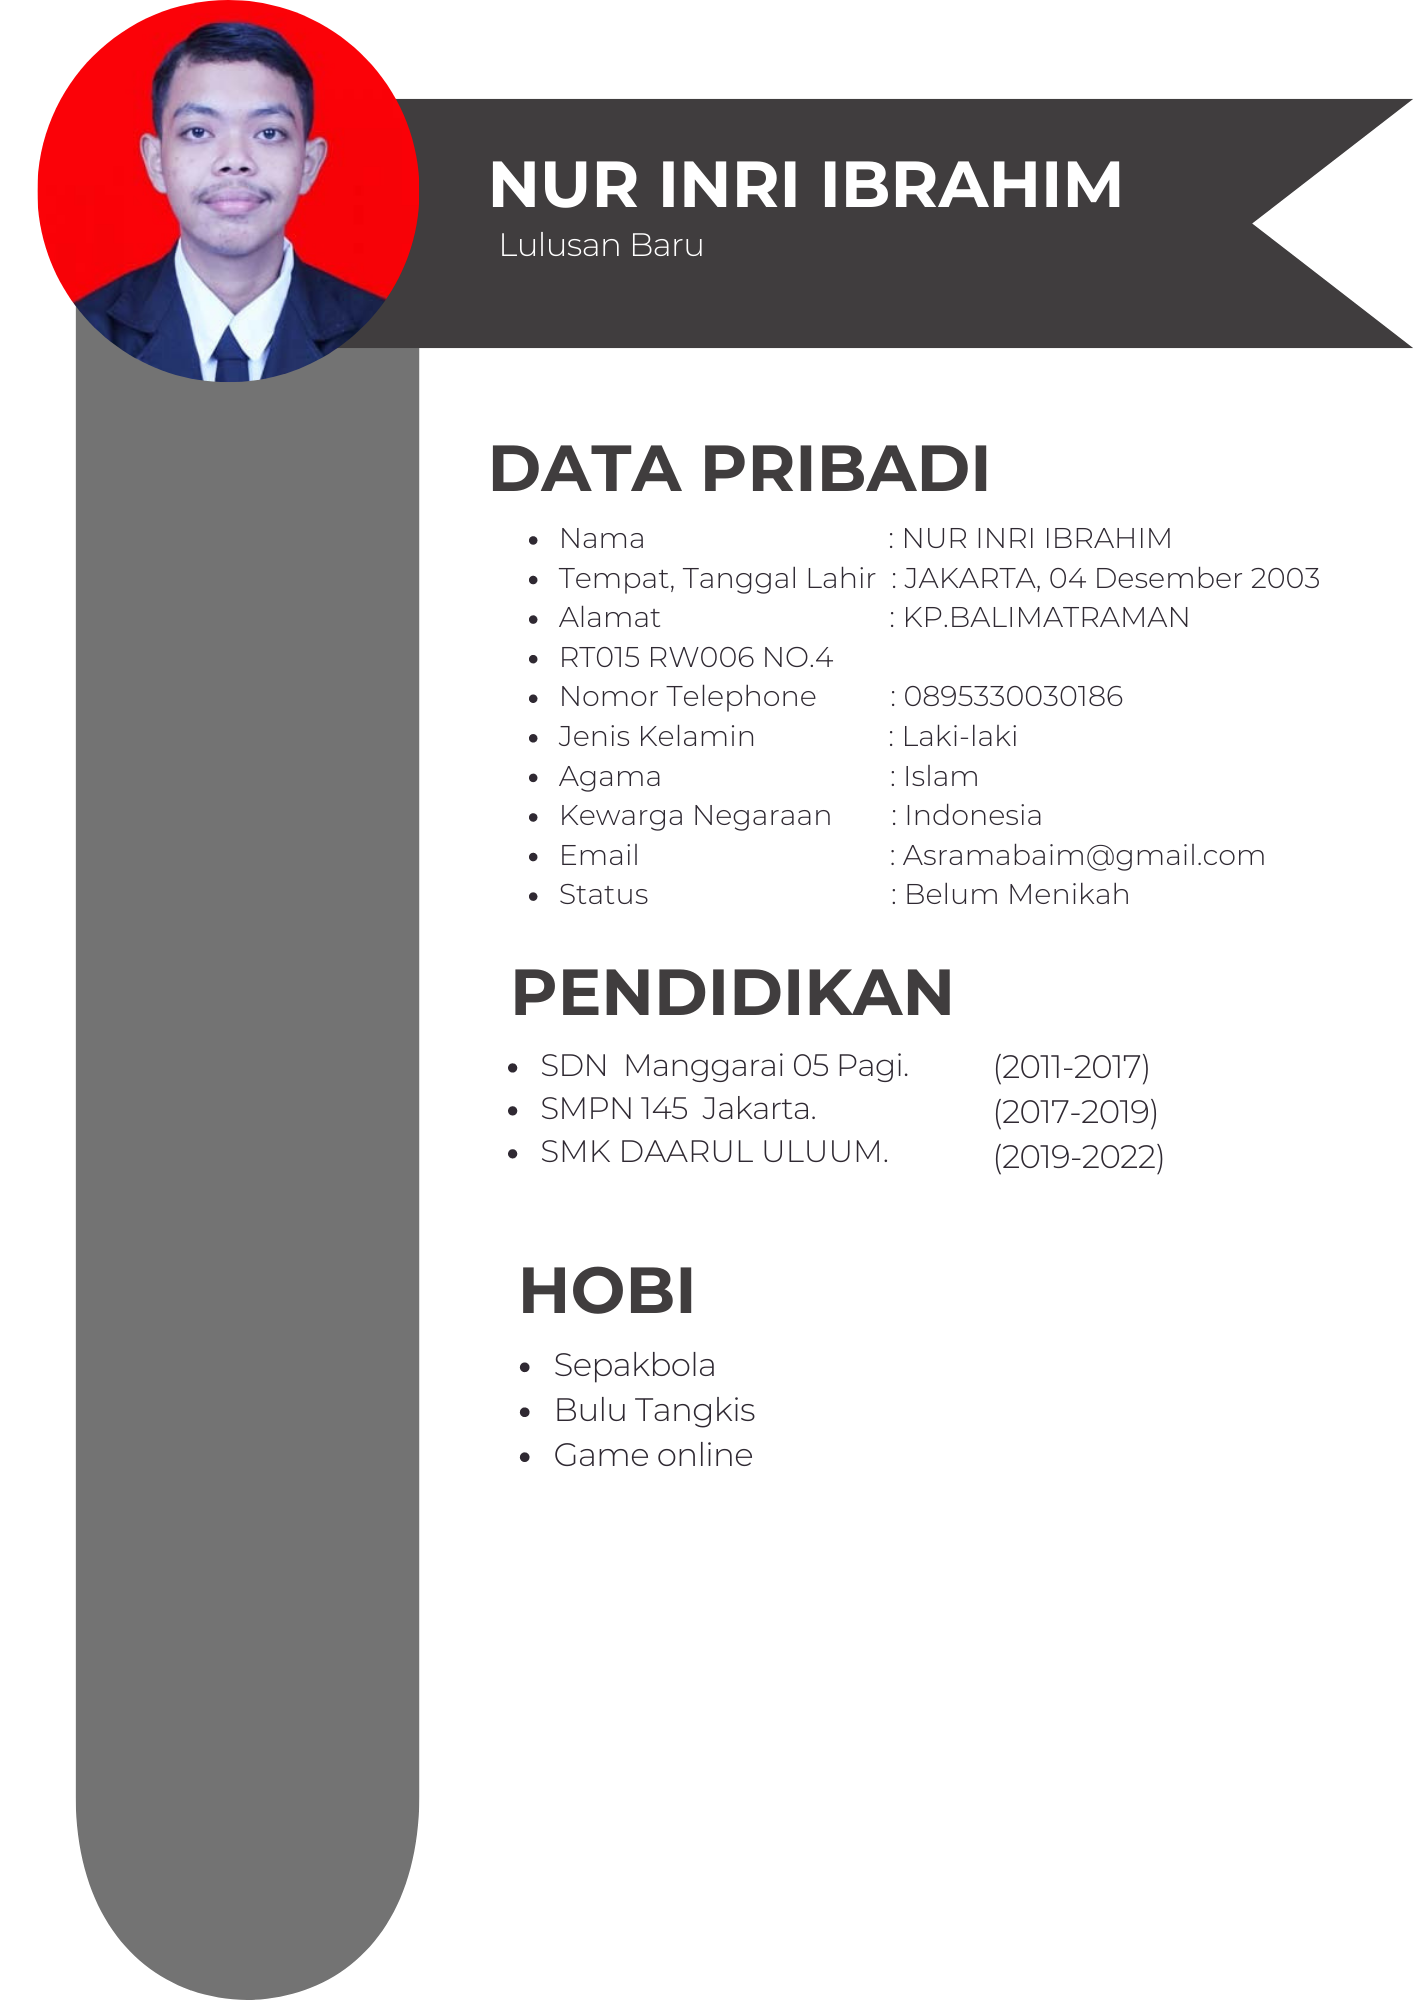 NUR INRI IBRAHIM
Lulusan Baru
DATA PRIBADI
• Nama : NUR INRI IBRAHIM
• Tempat, Tanggal Lahir : JAKARTA, 04 Desember 2003
• Alamat : KP.BALIMATRAMAN
• RT015 RW006 NO.4
• Nomor Telephone : 0895330030186
• Jenis Kelamin : Laki-laki
• Agama : Islam
• Kewarga Negaraan : Indonesia
• Email : Asramabaim@gmail.com
• Status : Belum Menikah
PENDIDIKAN
• SDN Manggarai 05 Pagi. (2011-2017)
• SMPN 145 Jakarta. (2017-2019)
• SMK DAARUL ULUUM. (2019-2022)
HOBI
• Sepakbola
• Bulu Tangkis
• Game online